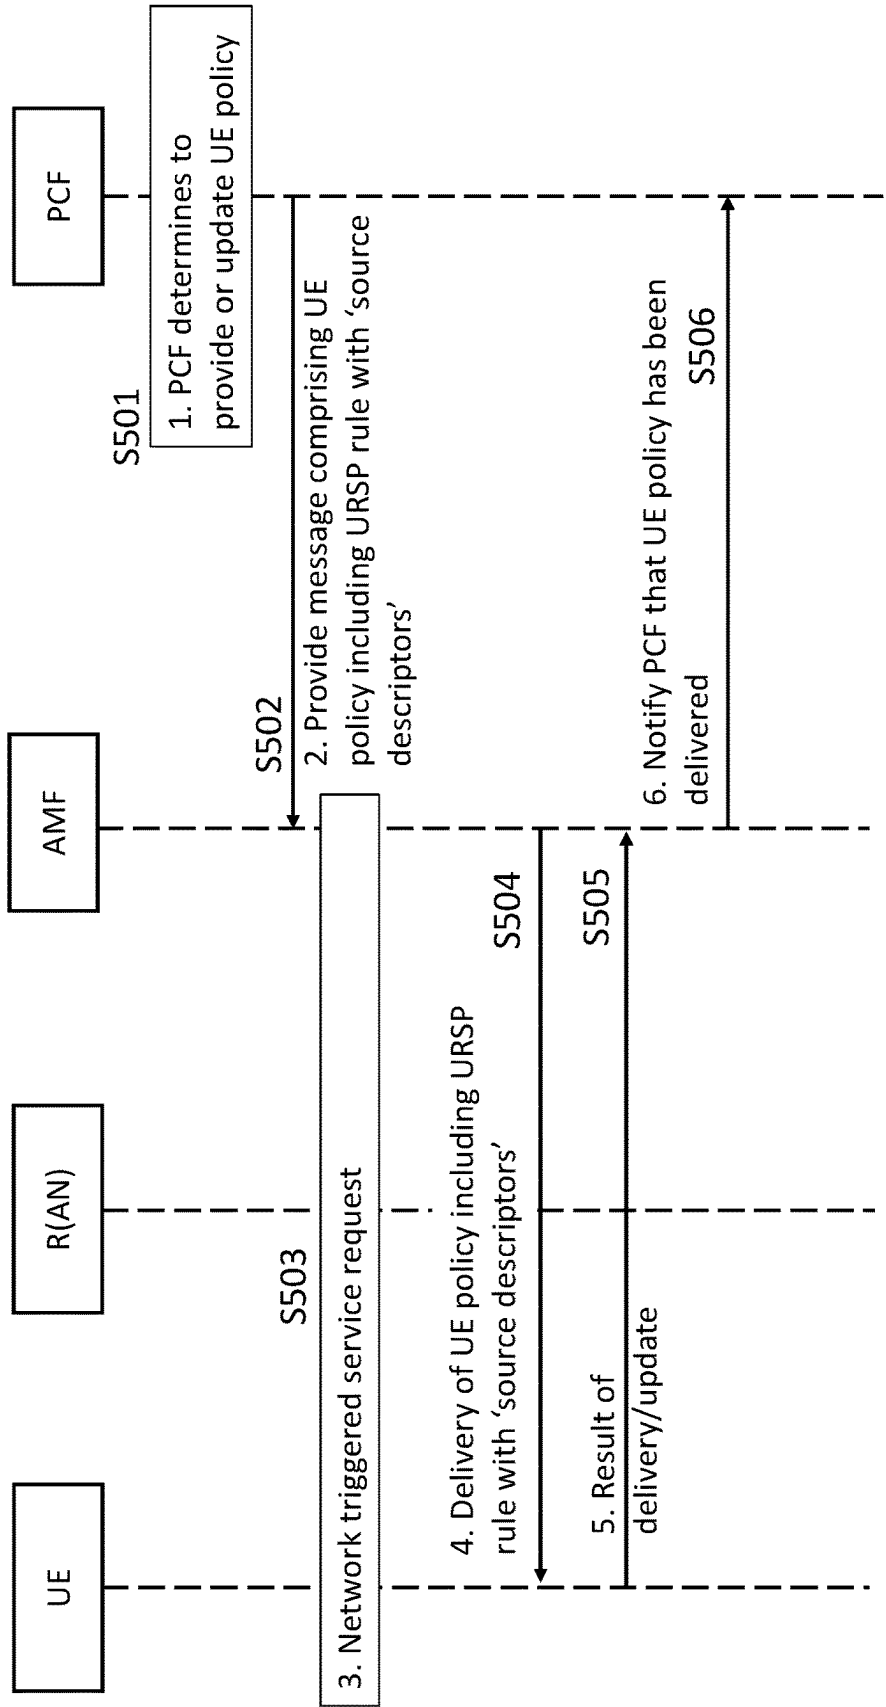 UE
R(AN)
AMF
PCF
S501
1. PCF determines to
provide or update UE policy
S502
2. Provide message comprising UE
policy including URSP rule with ‘source
descriptors’
S503
3. Network triggered service request
S504
4. Delivery of UE policy including URSP
rule with ‘source descriptors’
S505
5. Result of
delivery/update
6. Notify PCF that UE policy has been
delivered
S506